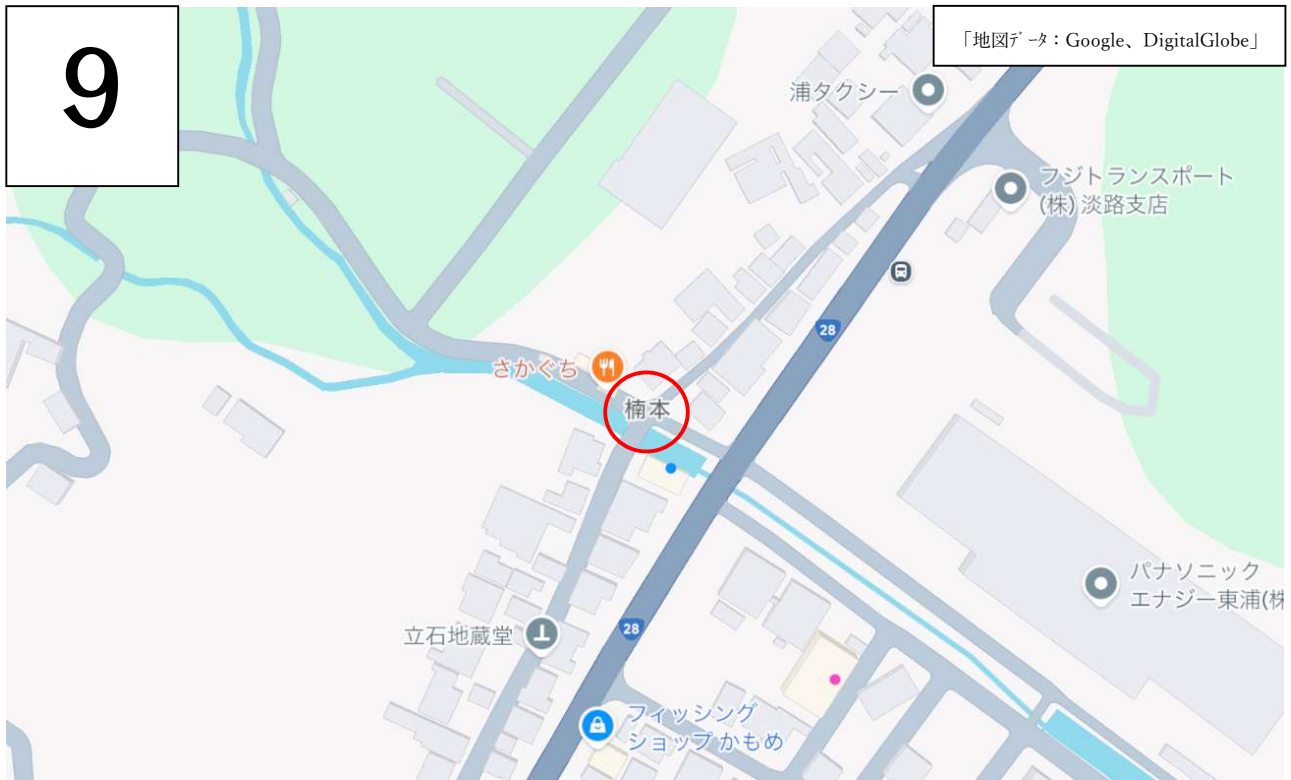 9
「地図ﾃﾞｰﾀ：Google、DigitalGlobe」
浦タクシー
フジトランスポート
(株)淡路支店
28
さかぐち
楠本
パナソニック
エナジー東浦(株
立石地蔵堂
28
フィッシング
ショップ かもめ